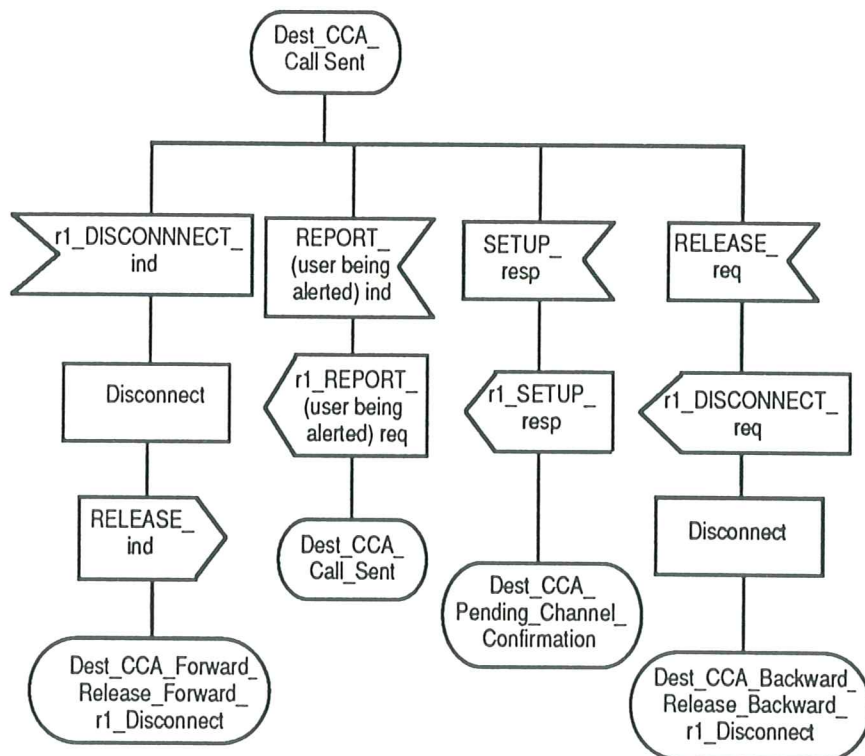 Dest_CCA_
Call Sent
r1_DISCONNNECT_
ind
REPORT_
(user being
alerted) ind
SETUP_
resp
RELEASE_
req
Disconnect
r1_REPORT_
(user being
alerted) req
r1_SETUP_
resp
r1_DISCONNECT_
req
RELEASE_
ind
Dest_CCA_
Call_Sent
Disconnect
Dest_CCA_
Pending_Channel_
Confirmation
Dest_CCA_Forward_
Release_Forward_
r1_Disconnect
Dest_CCA_Backward_
Release_Backward_
r1_Disconnect